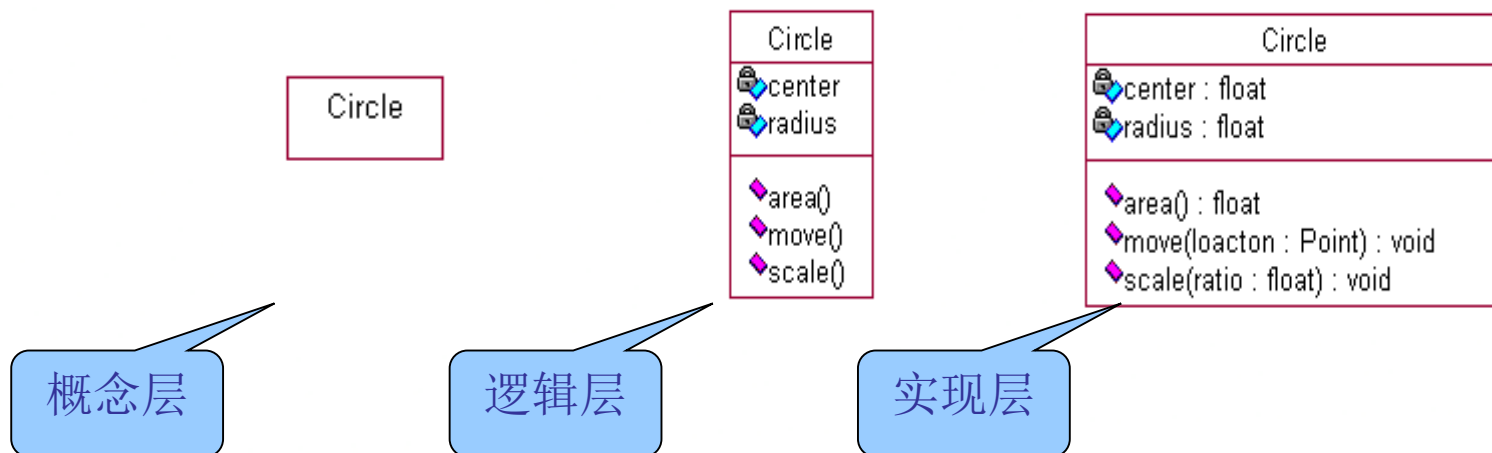 Circle
概念层
Circle
center
radius
area()
move()
scale()
逻辑层
Circle
center : float
radius : float
area() : float
move(loacton : Point) : void
scale(ratio : float) : void
实现层